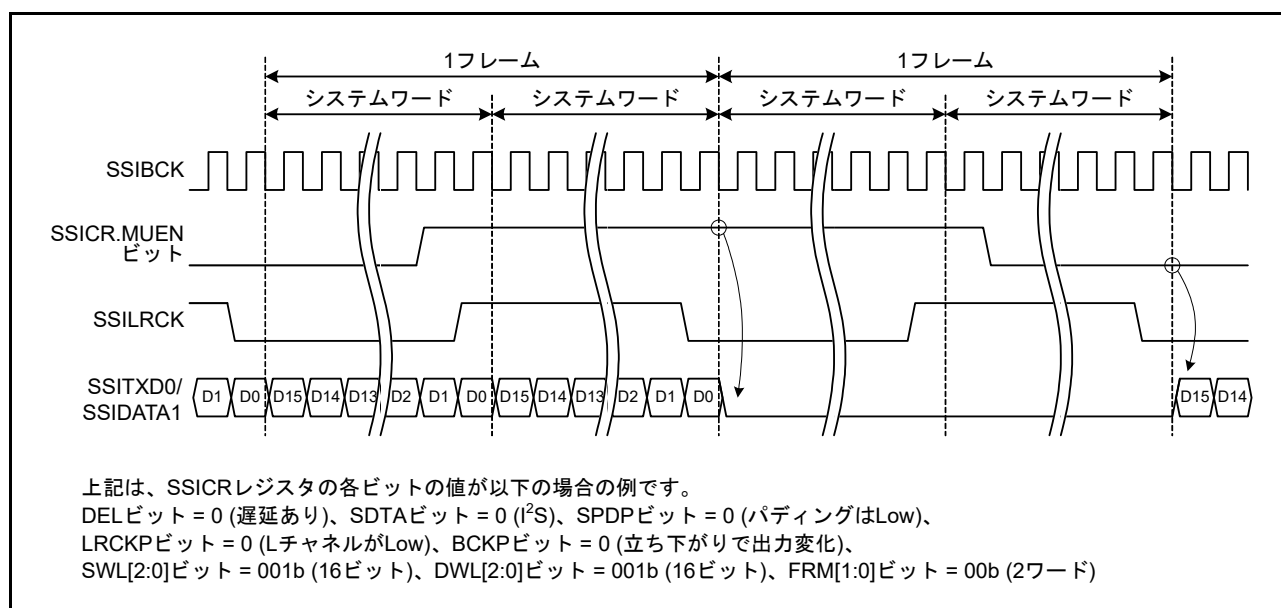 1フレーム 1フレーム
システムワード システムワード システムワード システムワード
SSIBCK
SSICR.MUEN
ビット
SSILRCK
SSITXD0/
SSIDATA1
D1 D0 D15 D14 D13 D2 D1 D0 D15 D14 D13 D2 D1 D0 D15 D14
上記は、SSICRレジスタの各ビットの値が以下の場合の例です。
DELビット = 0 (遅延あり)、SDTAビット = 0 (I²S)、SPDPビット = 0 (パディングはLow)、
LRCKPビット = 0 (LチャネルがLow)、BCKPビット = 0 (立ち下がりで出力変化)、
SWL[2:0]ビット = 001b (16ビット)、DWL[2:0]ビット = 001b (16ビット)、FRM[1:0]ビット = 00b (2ワード)